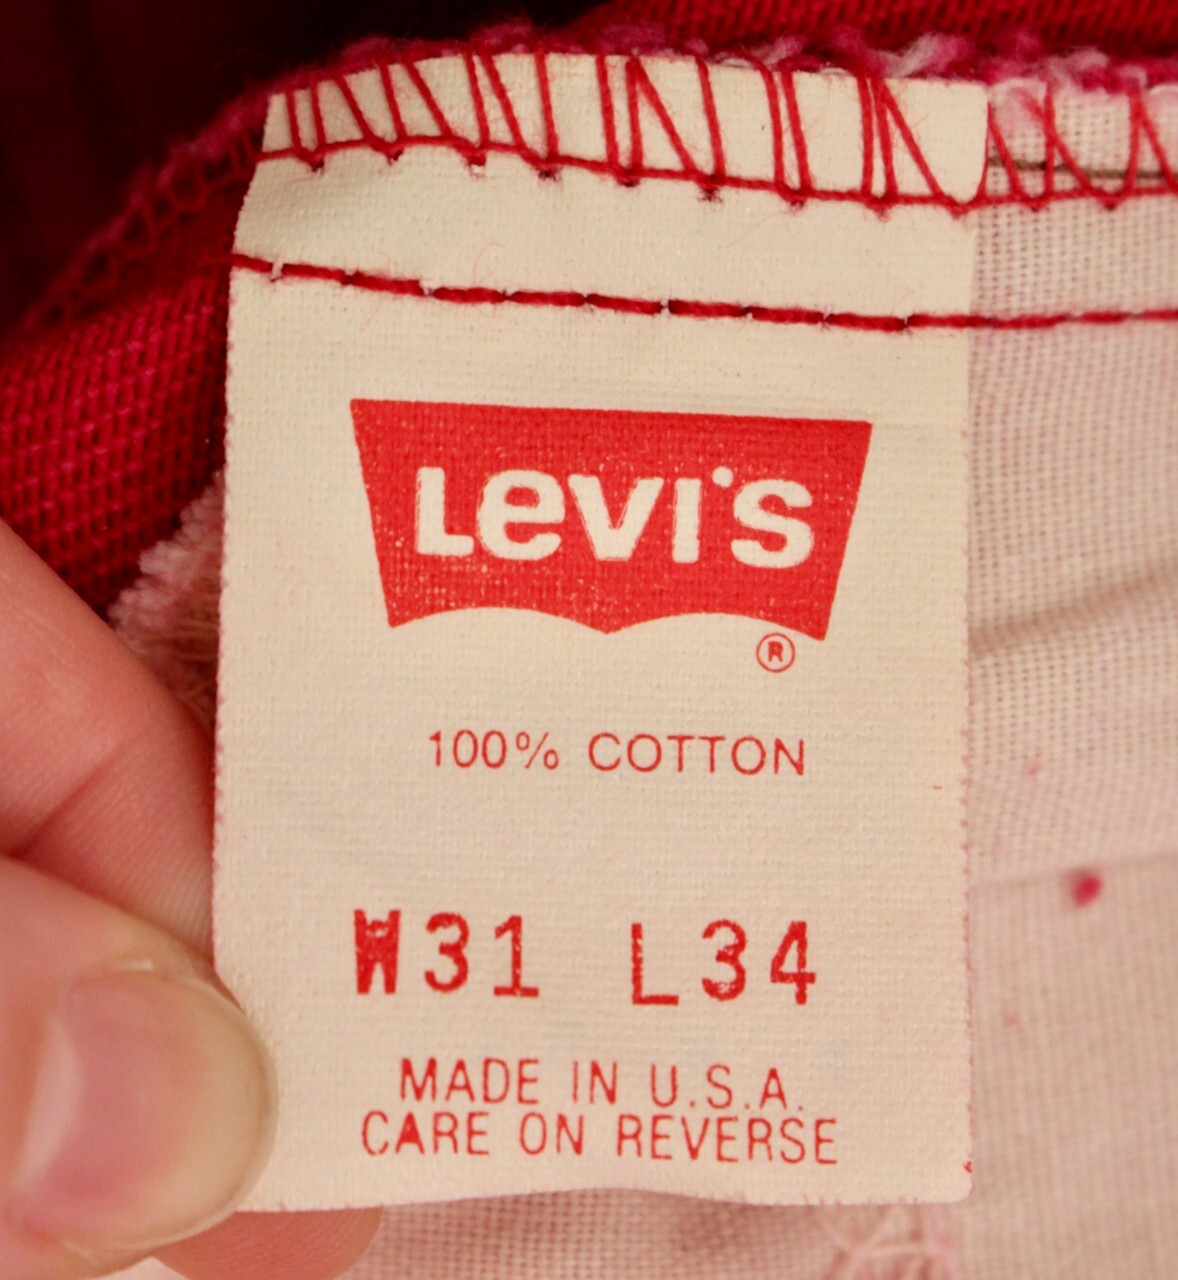 Levi's
®
100% COTTON
W31 L34
MADE IN U.S.A.
CARE ON REVERSE